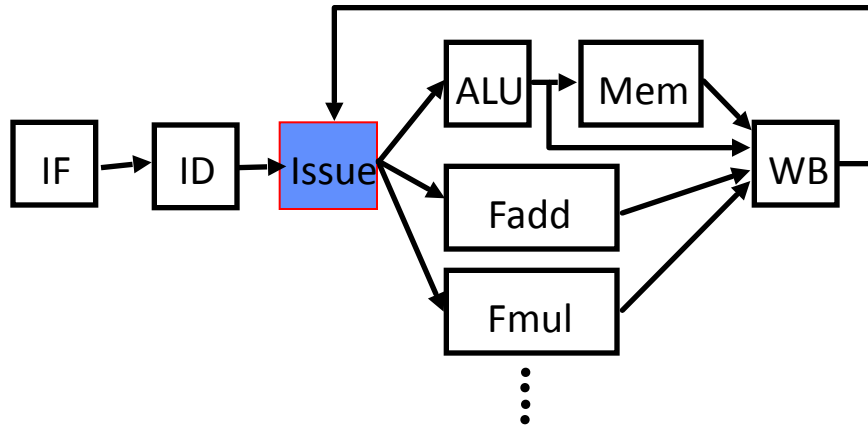 IF
ID
Issue
ALU
Mem
Fadd
Fmul
WB